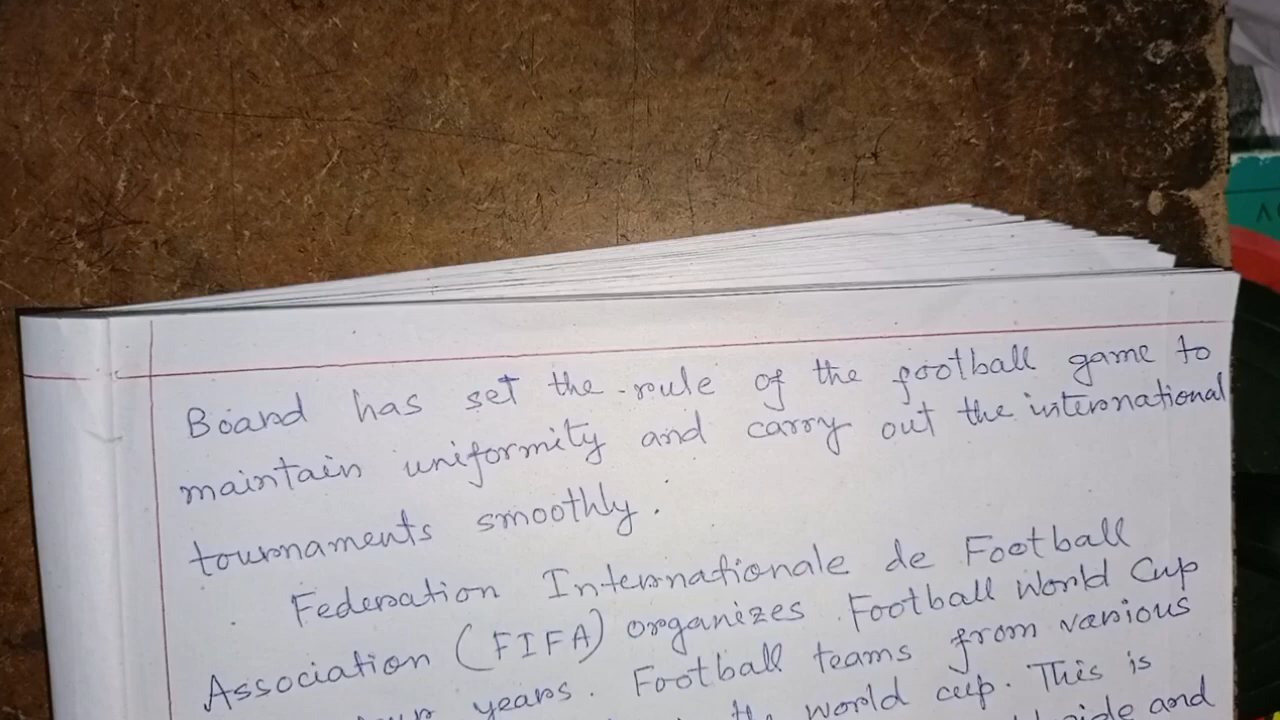 Board has set the rule of the football game to
maintain uniformity and carry out the international
tournaments smoothly.
Federation Internationale de Football
Association (FIFA) organizes Football World Cup
years. Football teams from various
the world cup. This is
and